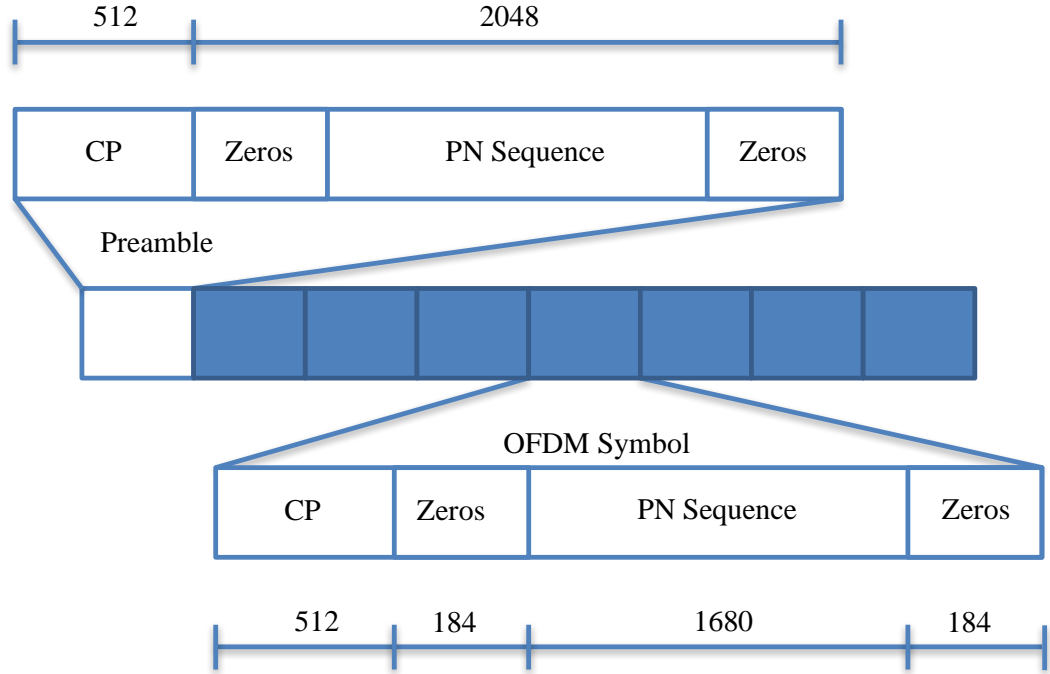 512 2048
CP Zeros PN Sequence Zeros
Preamble
OFDM Symbol
CP Zeros PN Sequence Zeros
512 184 1680 184